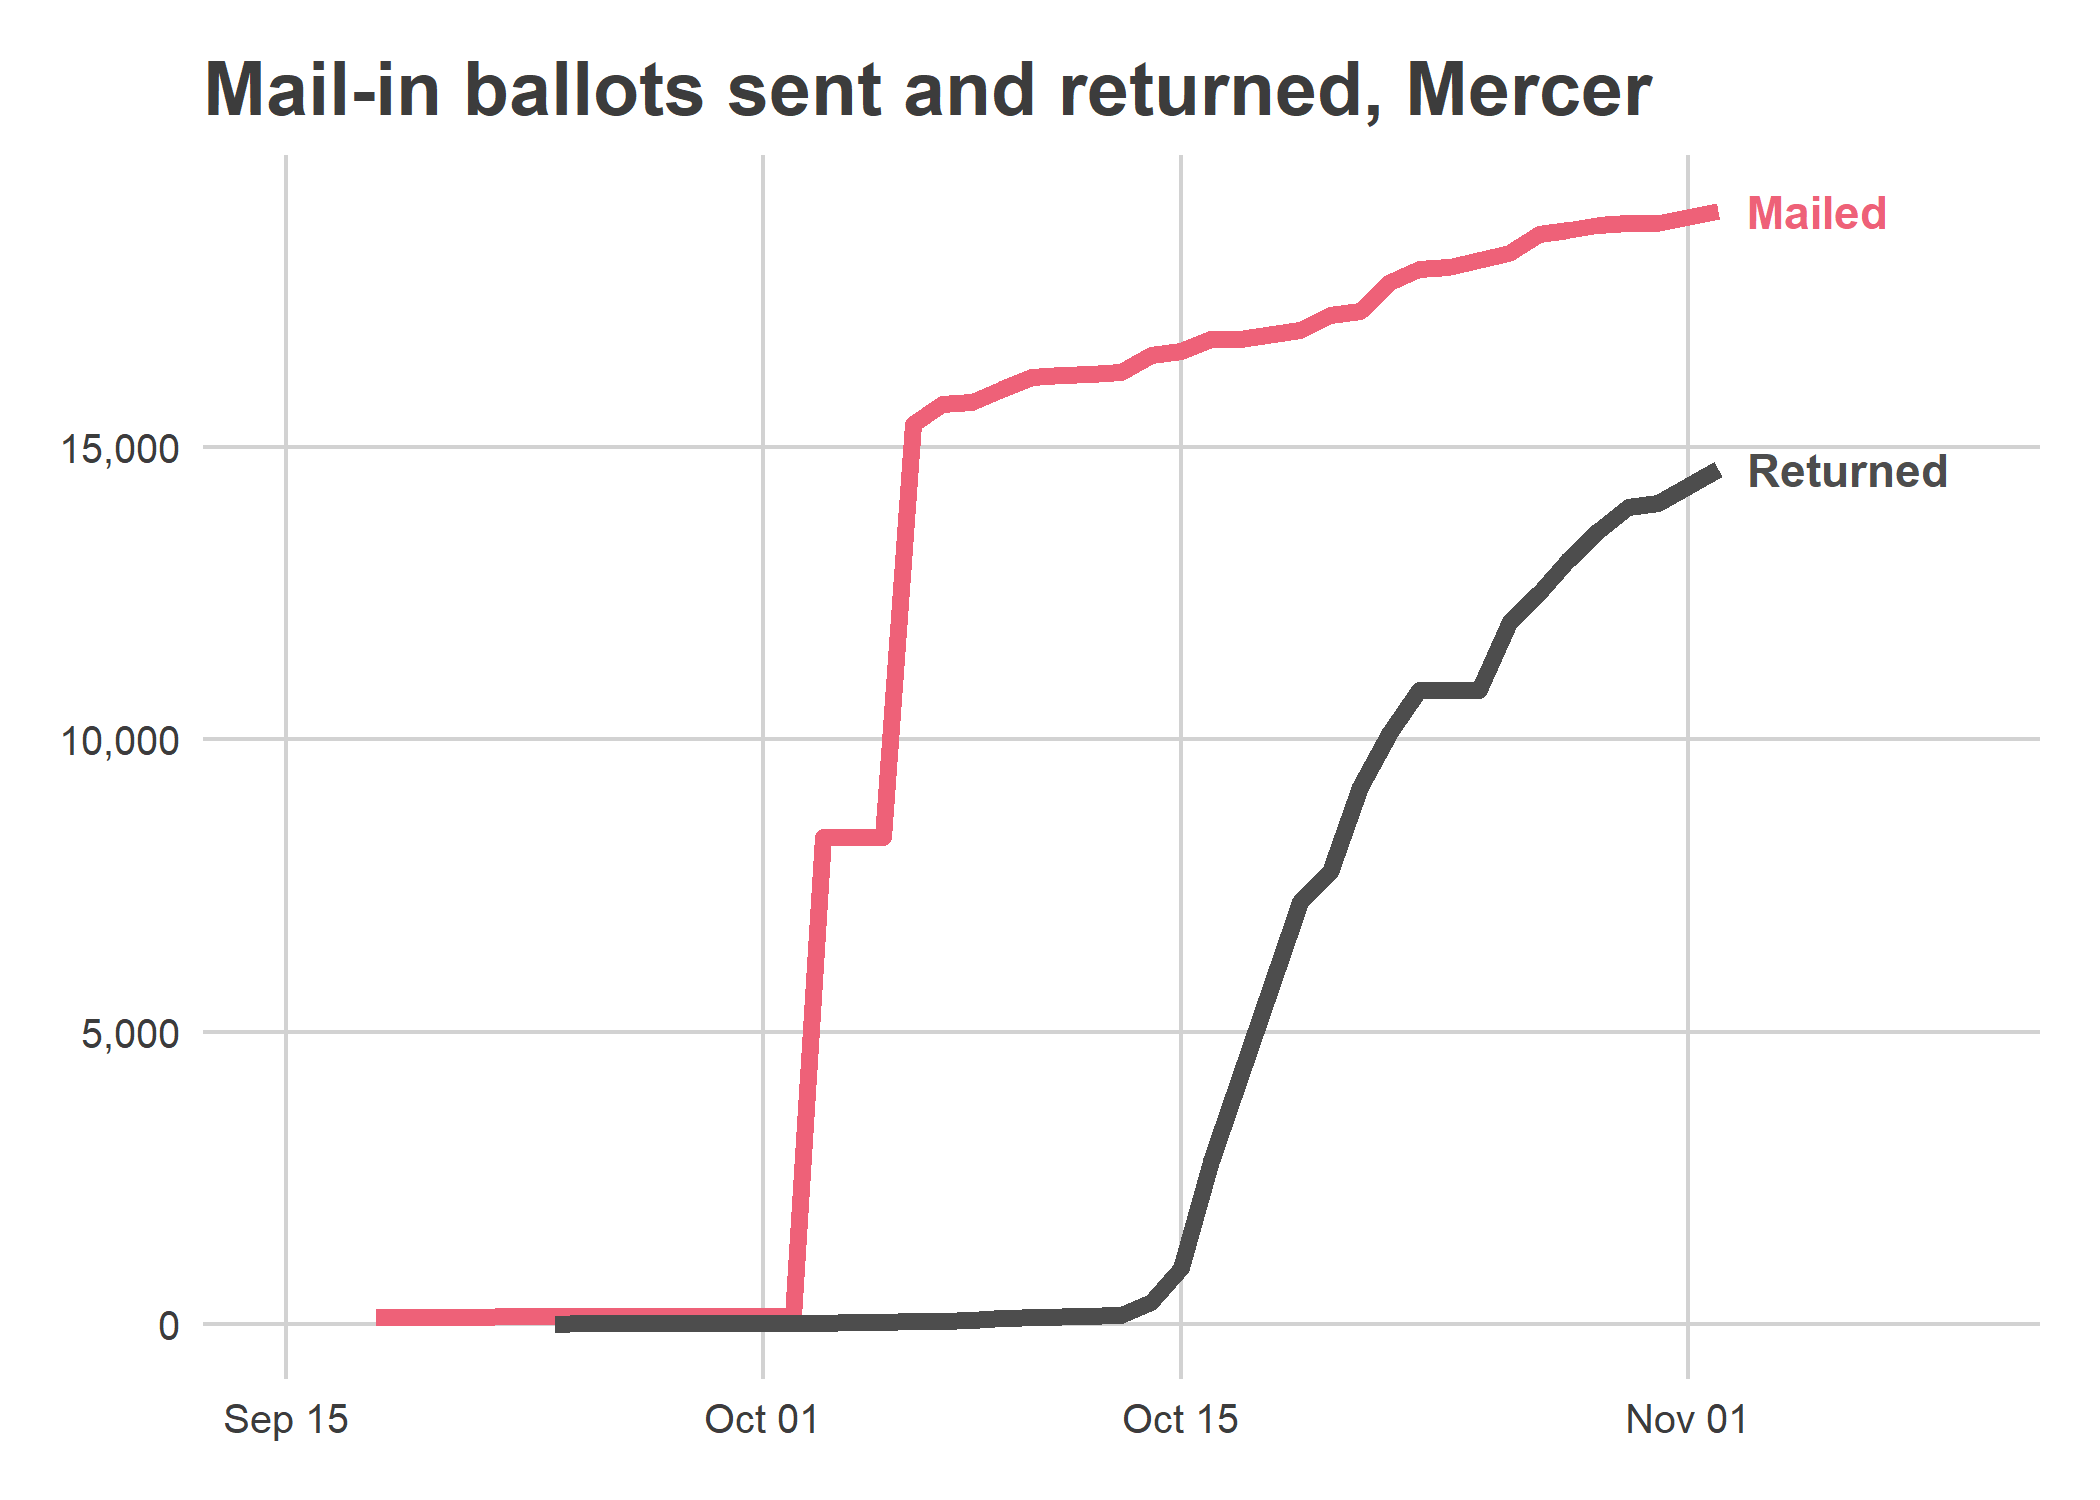 Mail-in ballots sent and returned, Mercer
Mailed
15,000
Returned
10,000
5,000
0
Sep 15
Oct 01
Oct 15
Nov 01